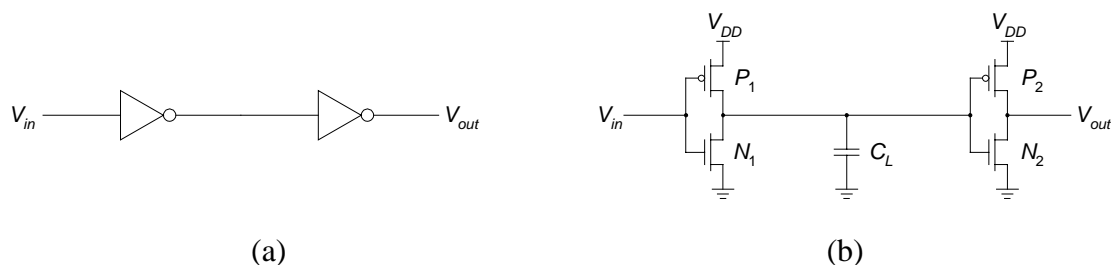 V_DD V_DD
P_1 P_2
V_in V_out V_in V_out
N_1 C_L N_2
(a) (b)